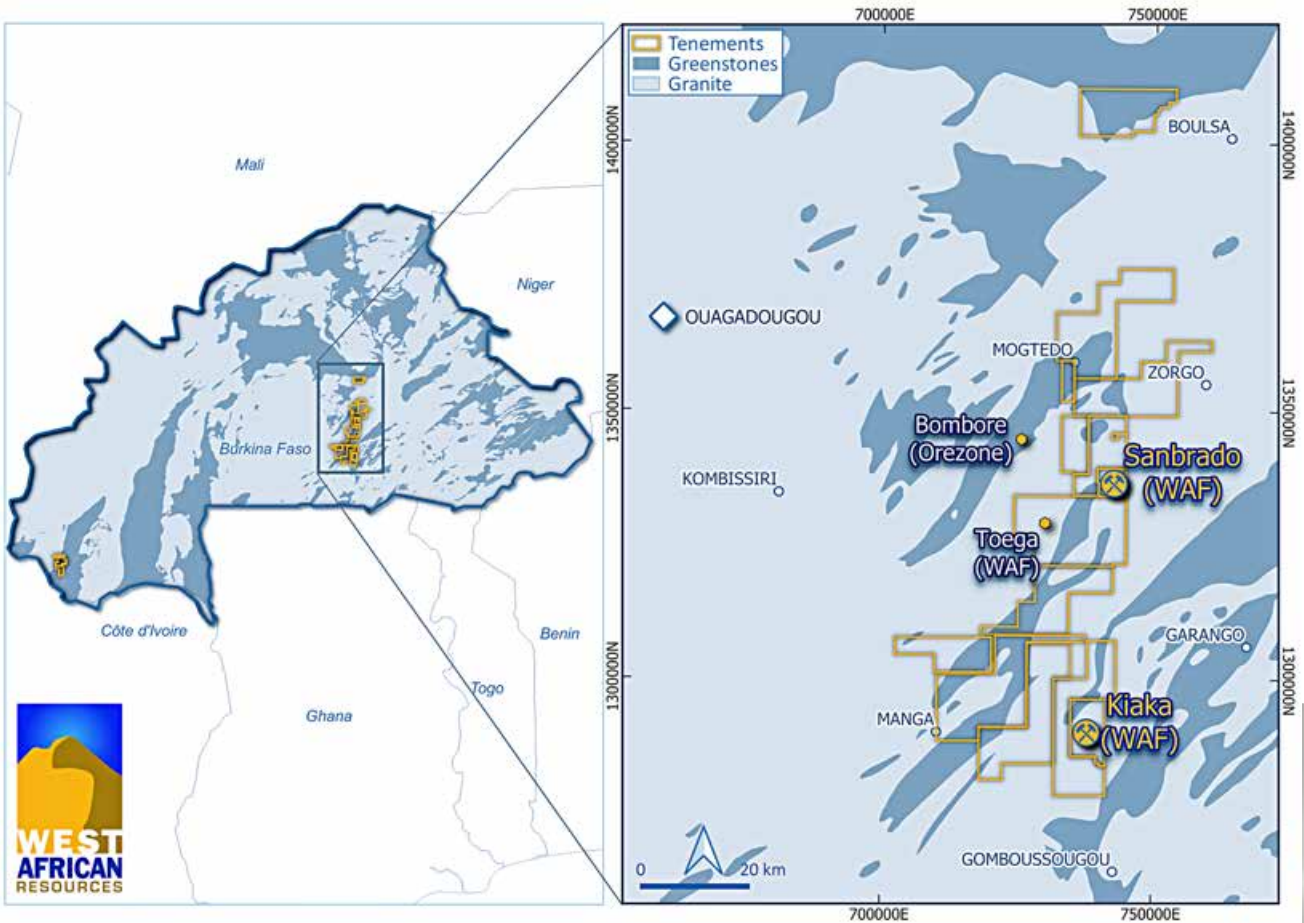 Mali
Niger
Burkina Faso
Côte d'Ivoire
Benin
Togo
Ghana
WEST
AFRICAN
RESOURCES
700000E
750000E
Tenements
Greenstones
Granite
1400000N
1400000N
BOULSA
OUAGADOUGOU
MOGTEDO
ZORGO
1350000N
1350000N
Bombore
(Orezone)
Sanbrado
(WAF)
KOMBISSIRI
Toega
(WAF)
GARANGO
1300000N
1300000N
MANGA
Kiaka
(WAF)
GOMBOUSSOUGOU
0
20 km
700000E
750000E